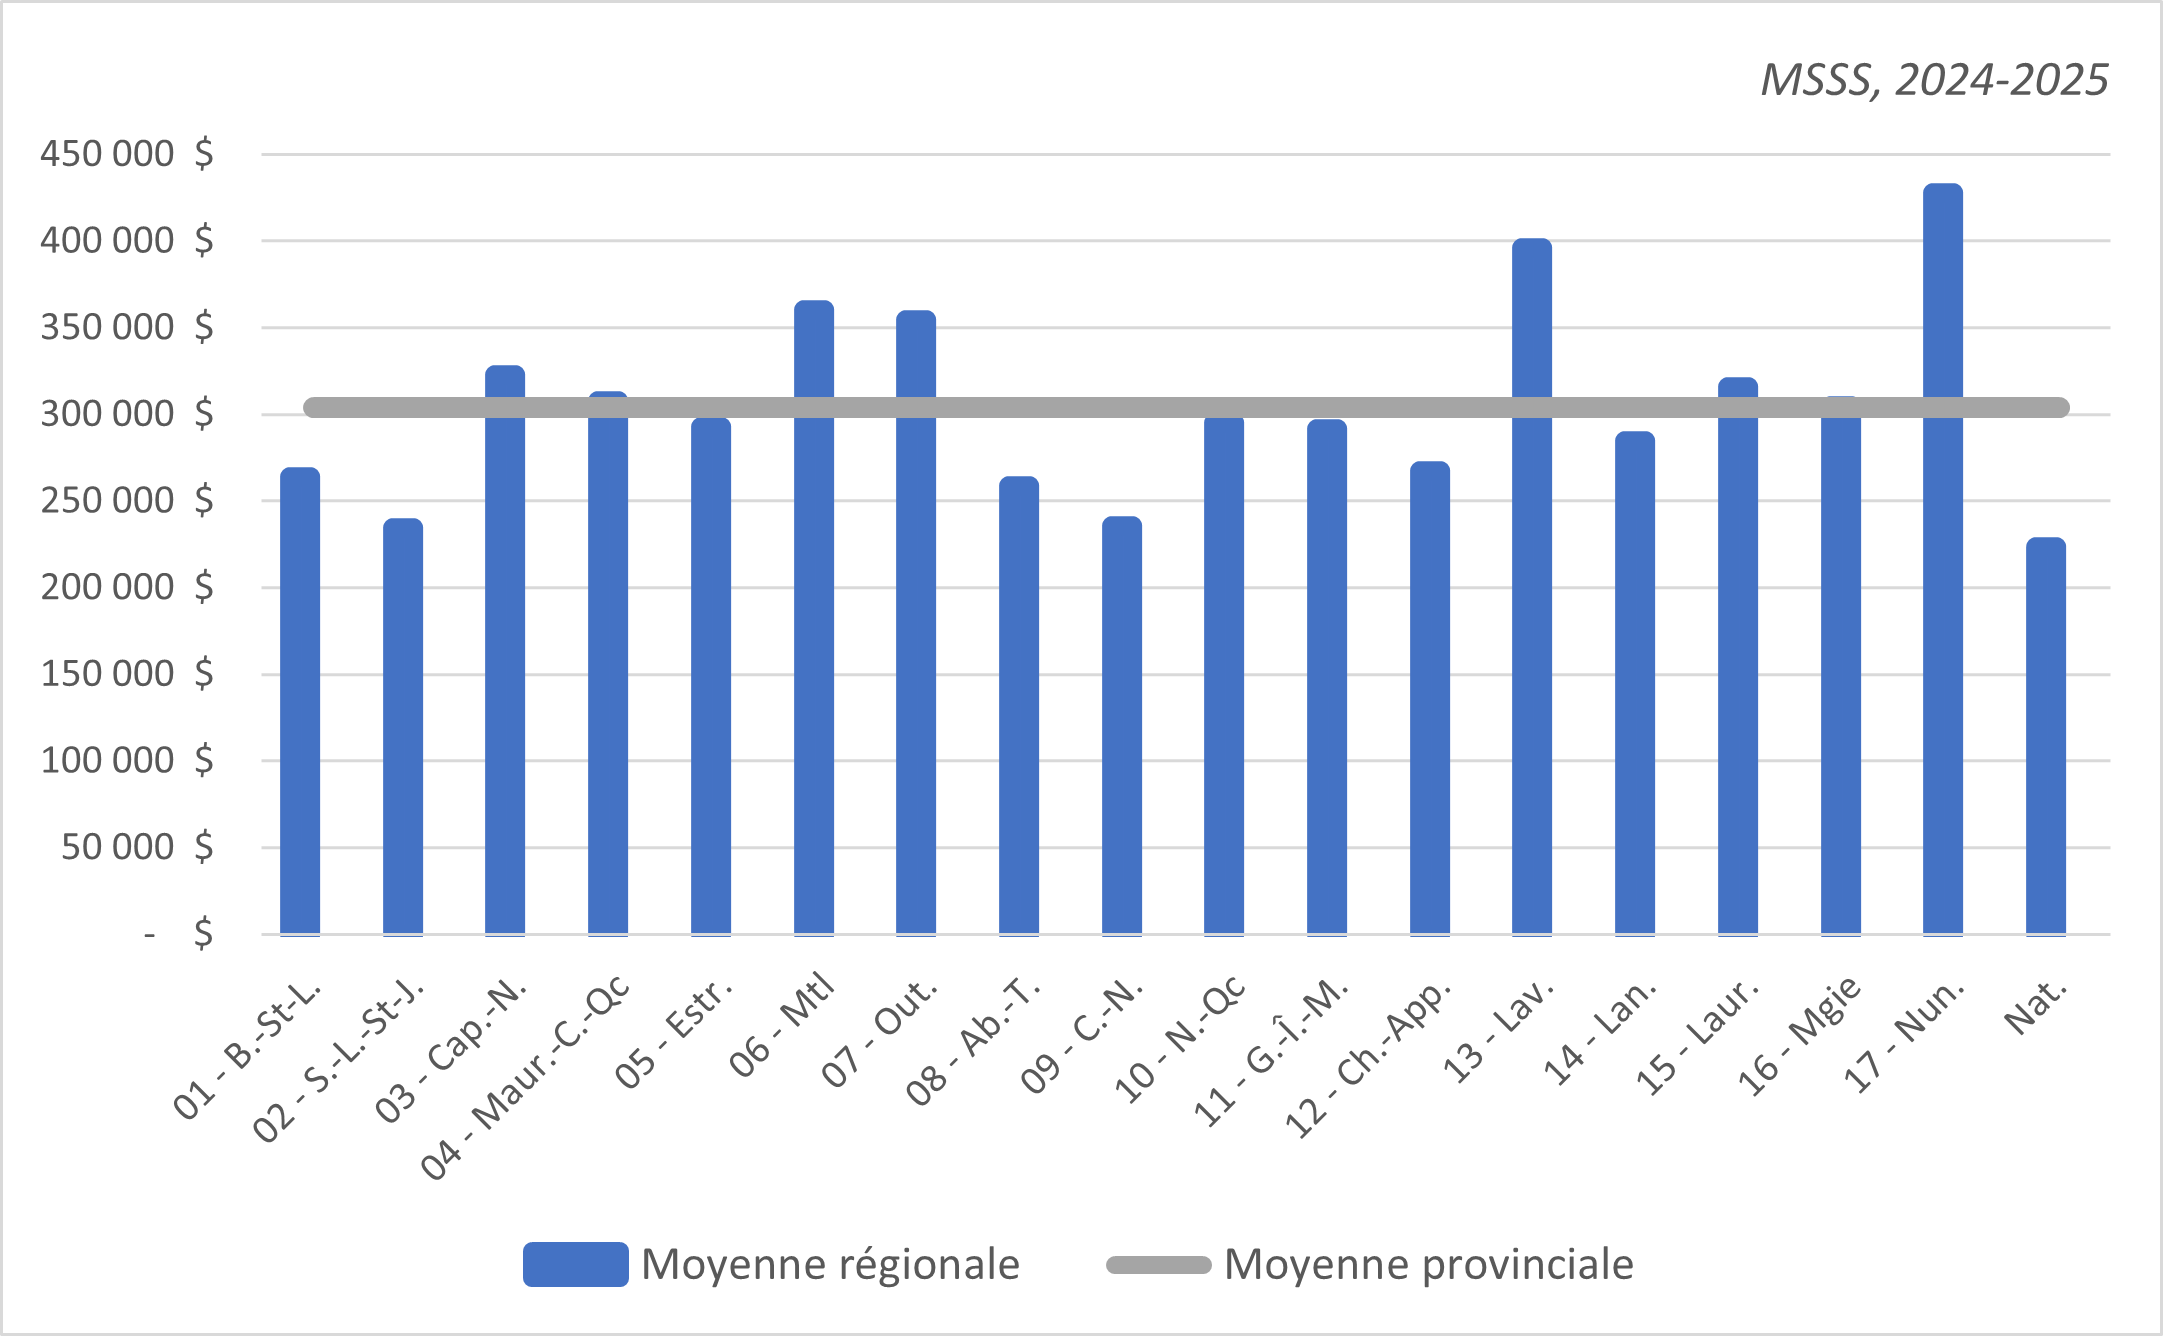 MSSS, 2024-2025
450 000 $
400 000 $
350 000 $
300 000 $
250 000 $
200 000 $
150 000 $
100 000 $
50 000 $
- $
01 - B.-St-L.
02 - S.-L.-St-J.
03 - Cap.-N.
04 - Maur.-C.-Qc
05 - Estr.
06 - Mtl
07 - Out.
08 - Ab.-T.
09 - C.-N.
10 - N.-Qc
11 - G.-Î.-M.
12 - Ch.-App.
13 - Lav.
14 - Lan.
15 - Laur.
16 - Mgie
17 - Nun.
Nat.
Moyenne régionale
Moyenne provinciale